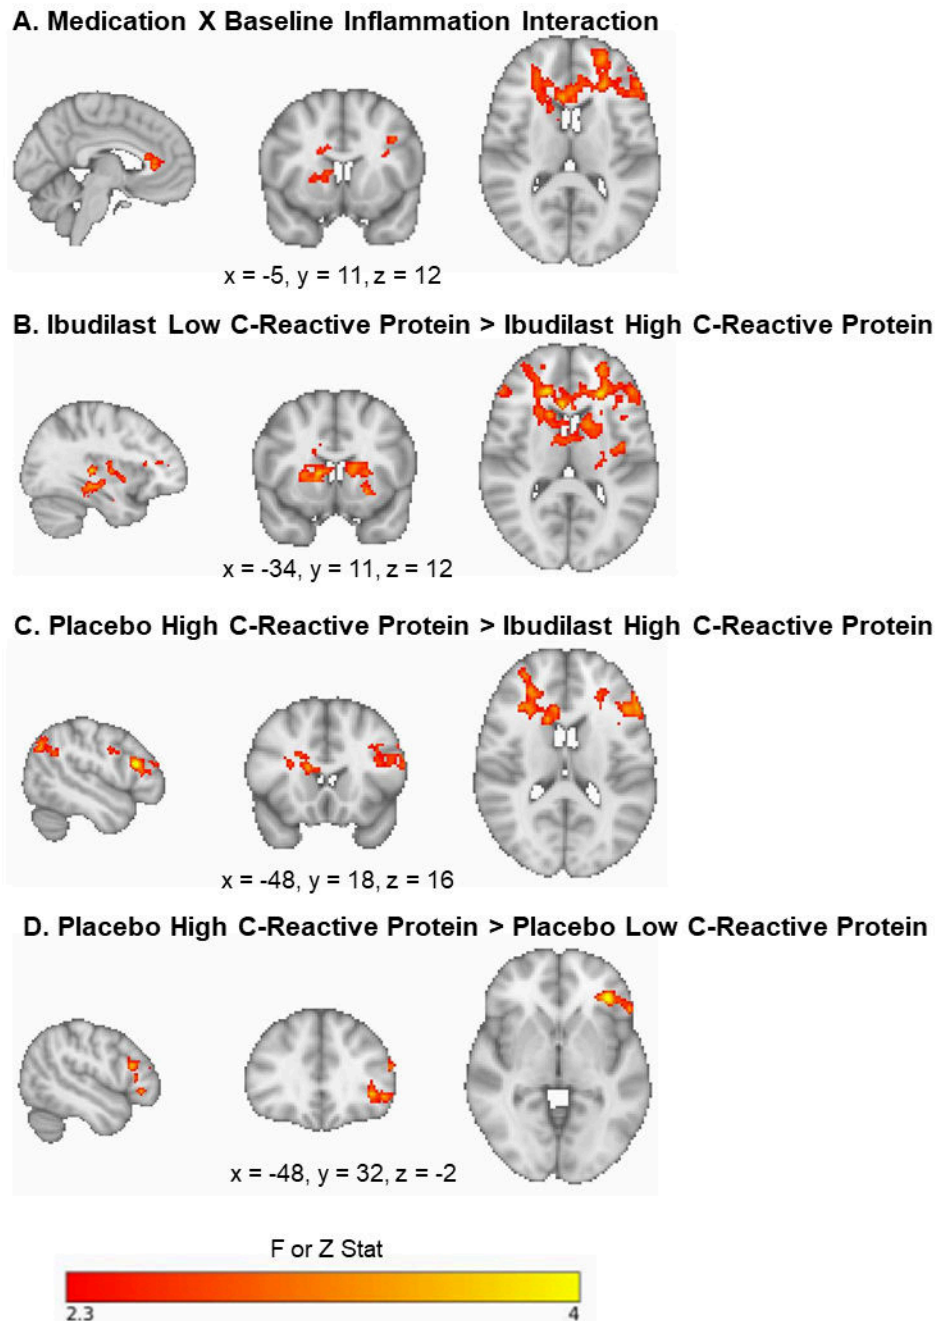 A. Medication X Baseline Inflammation Interaction
x = -5, y = 11, z = 12
B. Ibudilast Low C-Reactive Protein > Ibudilast High C-Reactive Protein
x = -34, y = 11, z = 12
C. Placebo High C-Reactive Protein > Ibudilast High C-Reactive Protein
x = -48, y = 18, z = 16
D. Placebo High C-Reactive Protein > Placebo Low C-Reactive Protein
x = -48, y = 32, z = -2
F or Z Stat
2.3 4